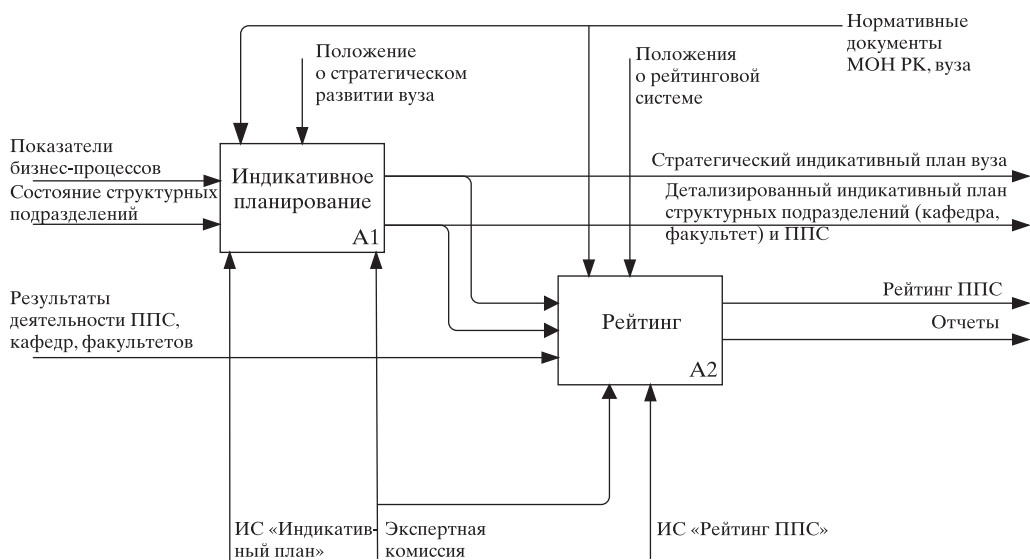 Нормативные
документы
МОН РК, вуза
Положение
о стратегическом
развитии вуза
Положения
о рейтинговой
системе
Показатели
бизнес-процессов
Состояние структурных
подразделений
Индикативное
планирование
А1
Стратегический индикативный план вуза
Детализированный индикативный план
структурных подразделений (кафедра,
факультет) и ППС
Результаты
деятельности ППС,
кафедр, факультетов
Рейтинг
А2
Рейтинг ППС
Отчеты
ИС «Индикатив-
ный план»
Экспертная
комиссия
ИС «Рейтинг ППС»